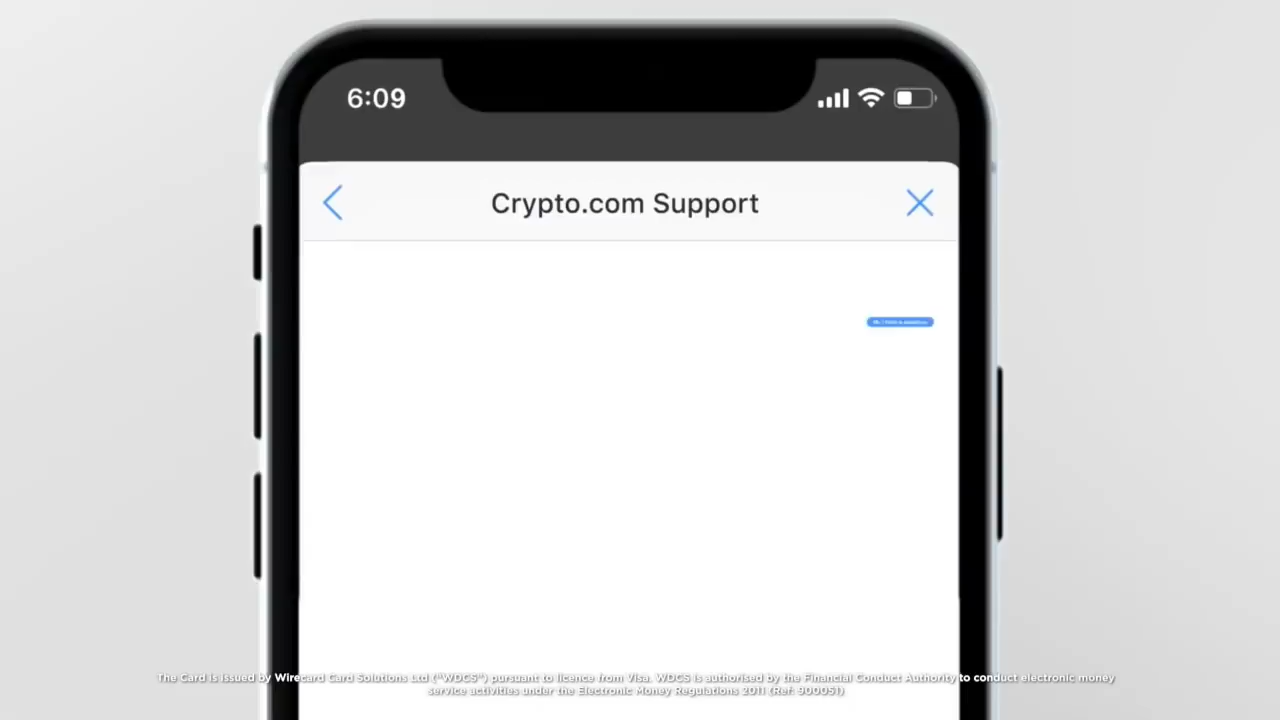 6:09
Crypto.com Support
The Card is issued by Wirecard Card Solutions Ltd ("WDCS") pursuant to licence from Visa. WDCS is authorised by the Financial Conduct Authority to conduct electronic money
service activities under the Electronic Money Regulations 2011 (Ref: 900051)